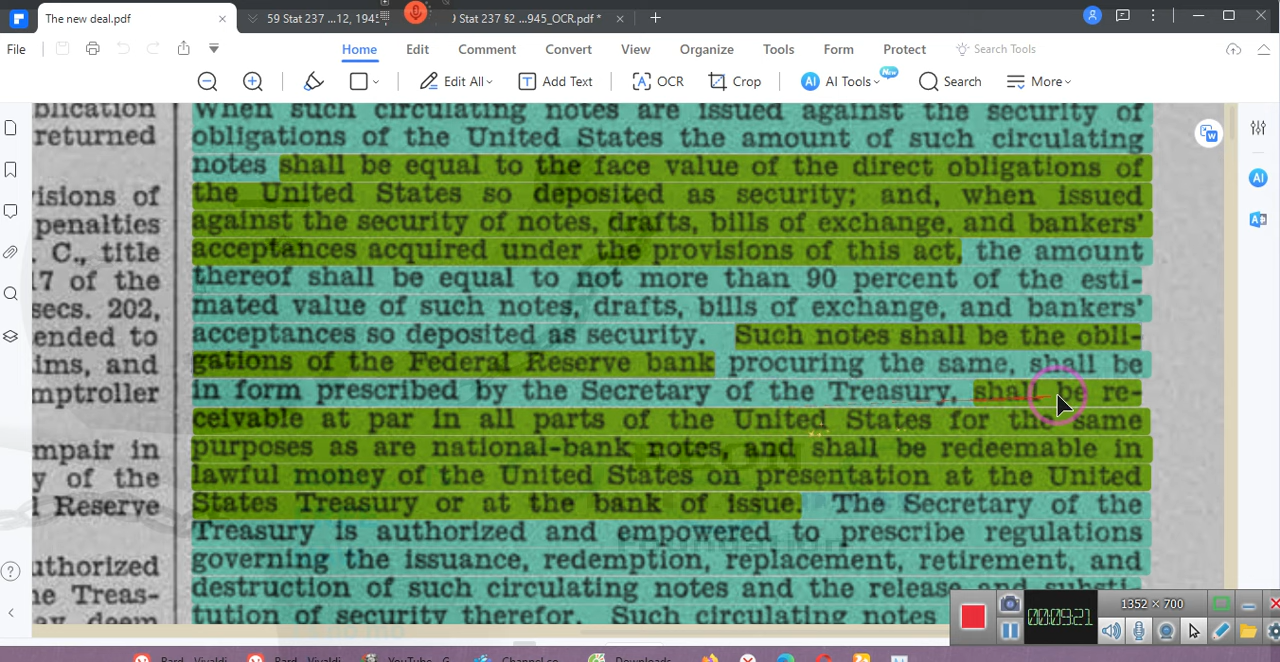 The new deal.pdf
59 Stat 237 ...12, 1945
Stat 237 §2 ...945_OCR.pdf *
File
Home
Edit
Comment
Convert
View
Organize
Tools
Form
Protect
Search Tools
Edit All
Add Text
OCR
Crop
AI Tools
New
Search
More
blication
returned
isions of
penalties
C., title
17 of the
secs. 202,
ended to
ims, and
mptroller
mpair in
y of the
Reserve
uthorized
he Treas-
ay deem
When such circulating notes are issued against the security of
obligations of the United States the amount of such circulating
notes shall be equal to the face value of the direct obligations of
the United States so deposited as security; and, when issued
against the security of notes, drafts, bills of exchange, and bankers'
acceptances acquired under the provisions of this act, the amount
thereof shall be equal to not more than 90 percent of the esti-
mated value of such notes, drafts, bills of exchange, and bankers'
acceptances so deposited as security. Such notes shall be the obli-
gations of the Federal Reserve bank procuring the same, shall be
in form prescribed by the Secretary of the Treasury, shall be re-
ceivable at par in all parts of the United States for the same
purposes as are national-bank notes, and shall be redeemable in
lawful money of the United States on presentation at the United
States Treasury or at the bank of issue. The Secretary of the
Treasury is authorized and empowered to prescribe regulations
governing the issuance, redemption, replacement, retirement, and
destruction of such circulating notes and the release and substi-
tution of security therefor. Such circulating notes
1352 × 700
00:09:21
Pard Vivaldi
Pard Vivaldi
YouTube G
Channel co
Downloads